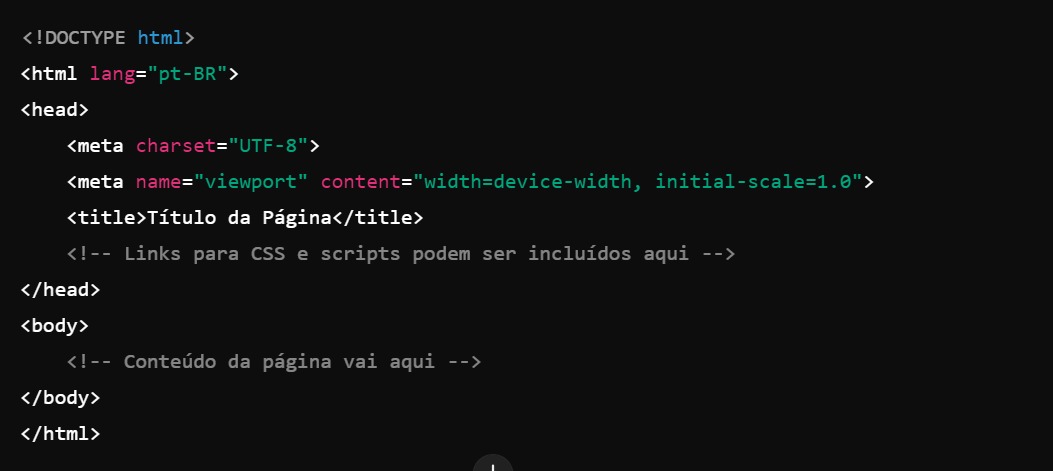 <!DOCTYPE html>
<html lang="pt-BR">
<head>
    <meta charset="UTF-8">
    <meta name="viewport" content="width=device-width, initial-scale=1.0">
    <title>Título da Página</title>
    <!-- Links para CSS e scripts podem ser incluídos aqui -->
</head>
<body>
    <!-- Conteúdo da página vai aqui -->
</body>
</html>